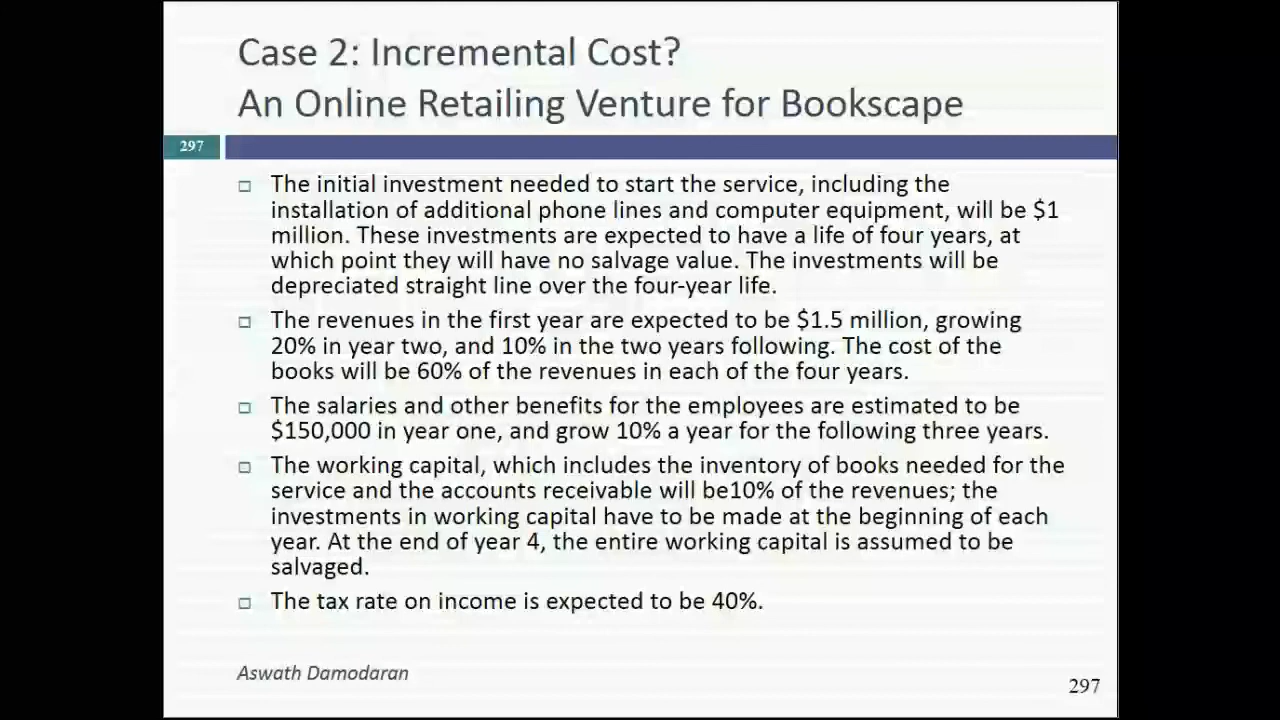 Case 2: Incremental Cost?
An Online Retailing Venture for Bookscape
297
□ The initial investment needed to start the service, including the
installation of additional phone lines and computer equipment, will be $1
million. These investments are expected to have a life of four years, at
which point they will have no salvage value. The investments will be
depreciated straight line over the four-year life.
□ The revenues in the first year are expected to be $1.5 million, growing
20% in year two, and 10% in the two years following. The cost of the
books will be 60% of the revenues in each of the four years.
□ The salaries and other benefits for the employees are estimated to be
$150,000 in year one, and grow 10% a year for the following three years.
□ The working capital, which includes the inventory of books needed for the
service and the accounts receivable will be10% of the revenues; the
investments in working capital have to be made at the beginning of each
year. At the end of year 4, the entire working capital is assumed to be
salvaged.
□ The tax rate on income is expected to be 40%.
Aswath Damodaran
297